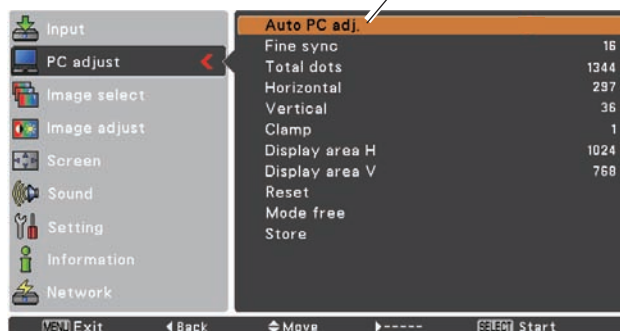 Input
PC adjust
Image select
Image adjust
Screen
Sound
Setting
Information
Network
Auto PC adj.
Fine sync 16
Total dots 1344
Horizontal 297
Vertical 36
Clamp 1
Display area H 1024
Display area V 768
Reset
Mode free
Store
MENU Exit ◀Back Move ▶----- SELECT Start